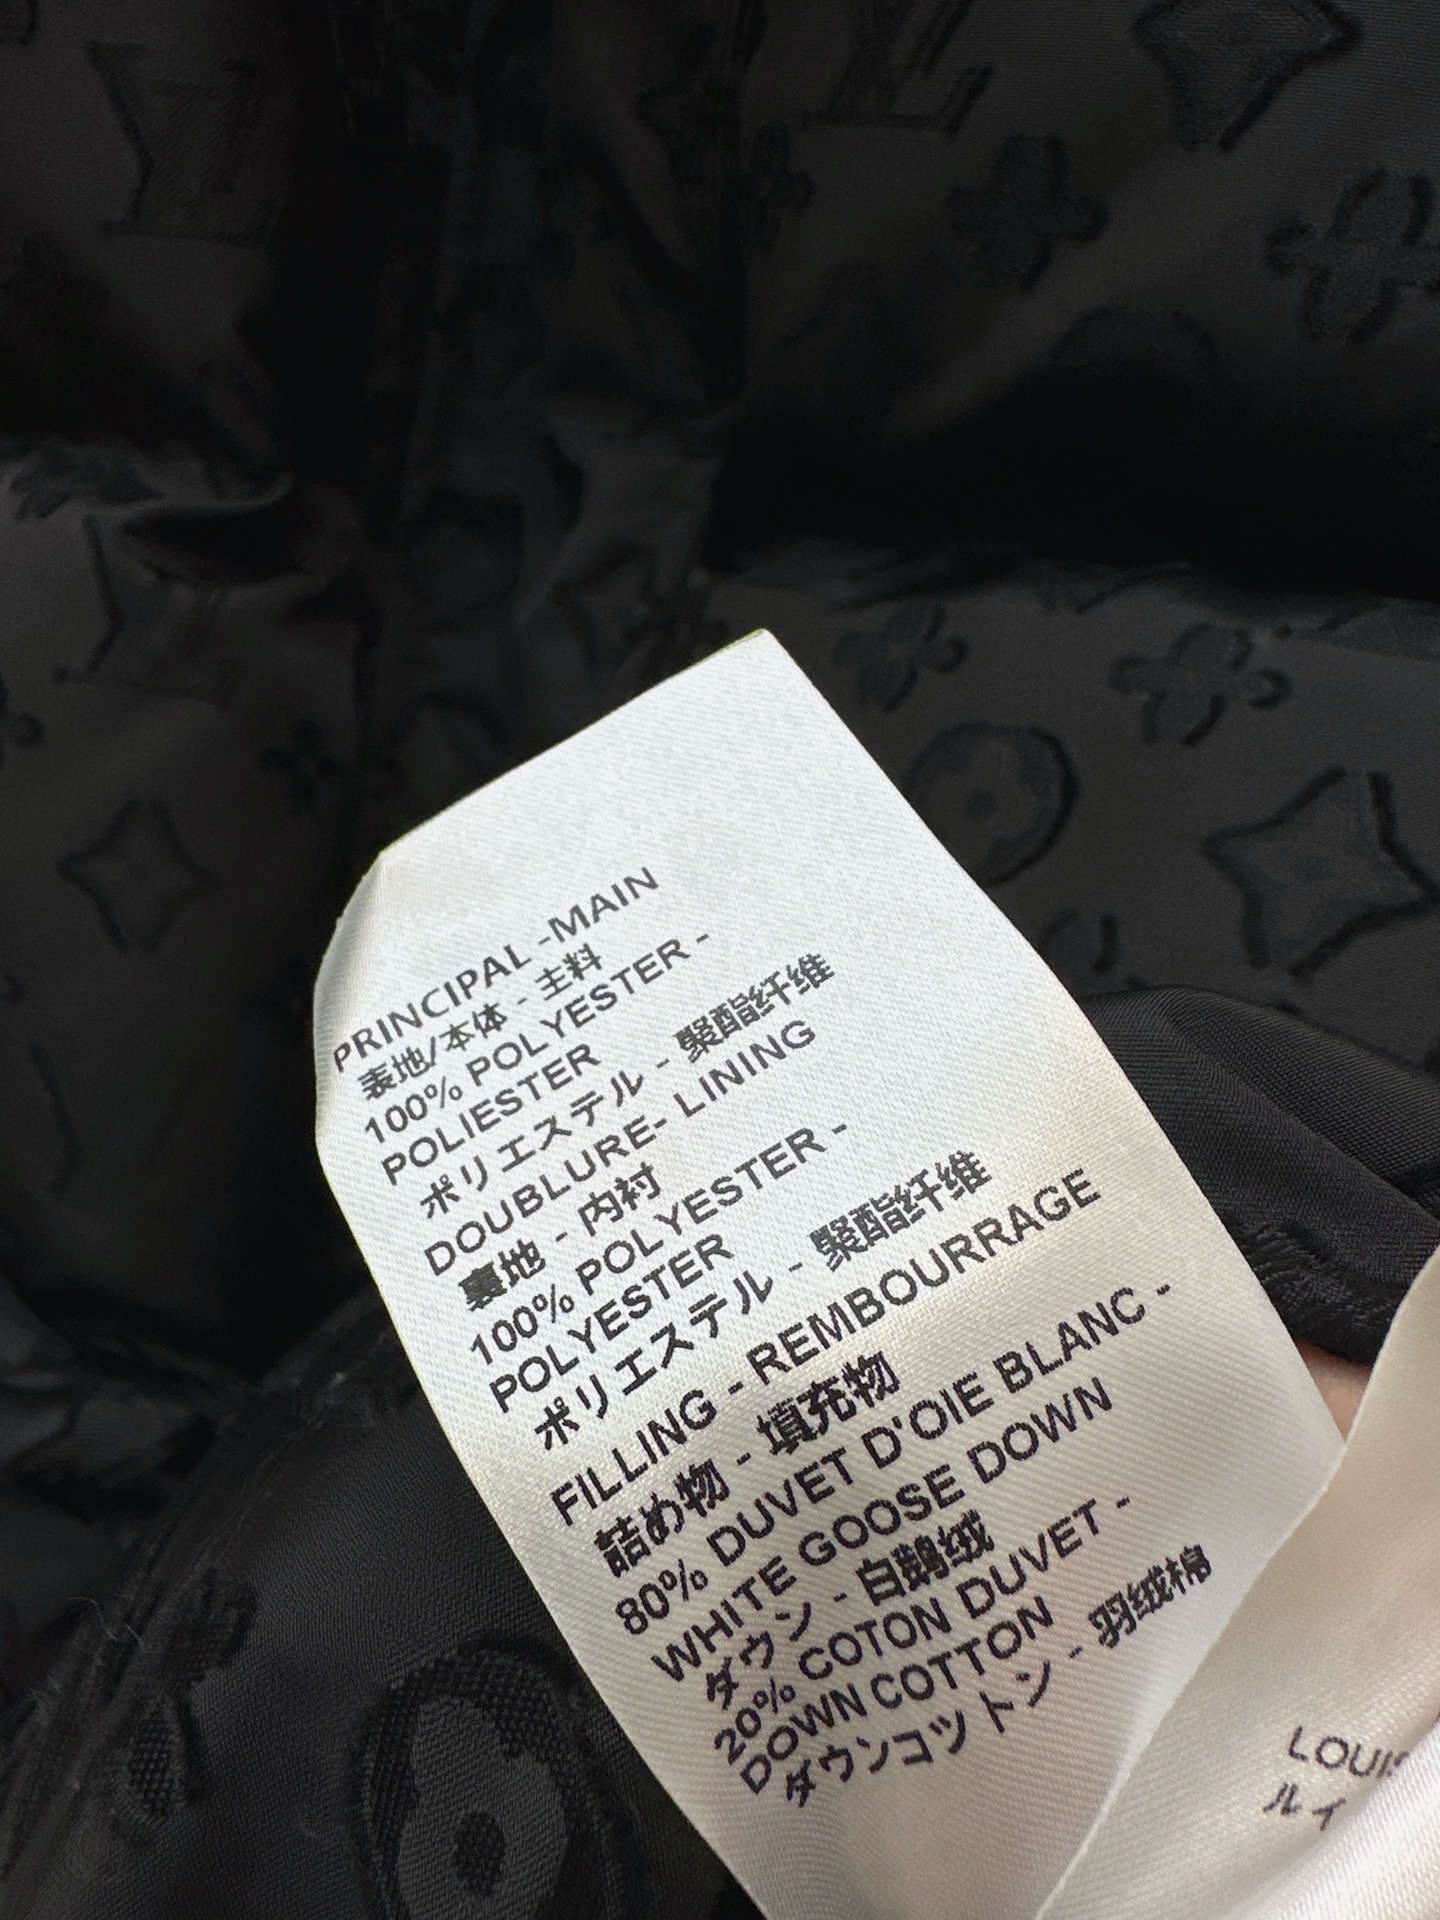 PRINCIPAL -MAIN
表地/本体 - 主料
100% POLYESTER -
POLIESTER
ポリエステル - 聚酯纤维
DOUBLURE- LINING
裏地 - 内衬
100% POLYESTER -
POLYESTER
ポリエステル - 聚酯纤维
FILLING - REMBOURRAGE
詰め物 - 填充物
80% DUVET D'OIE BLANC -
WHITE GOOSE DOWN
ダウン - 白鹅绒
20% COTON DUVET -
DOWN COTTON
ダウンコットン - 羽绒棉
LOUIS
ルイ